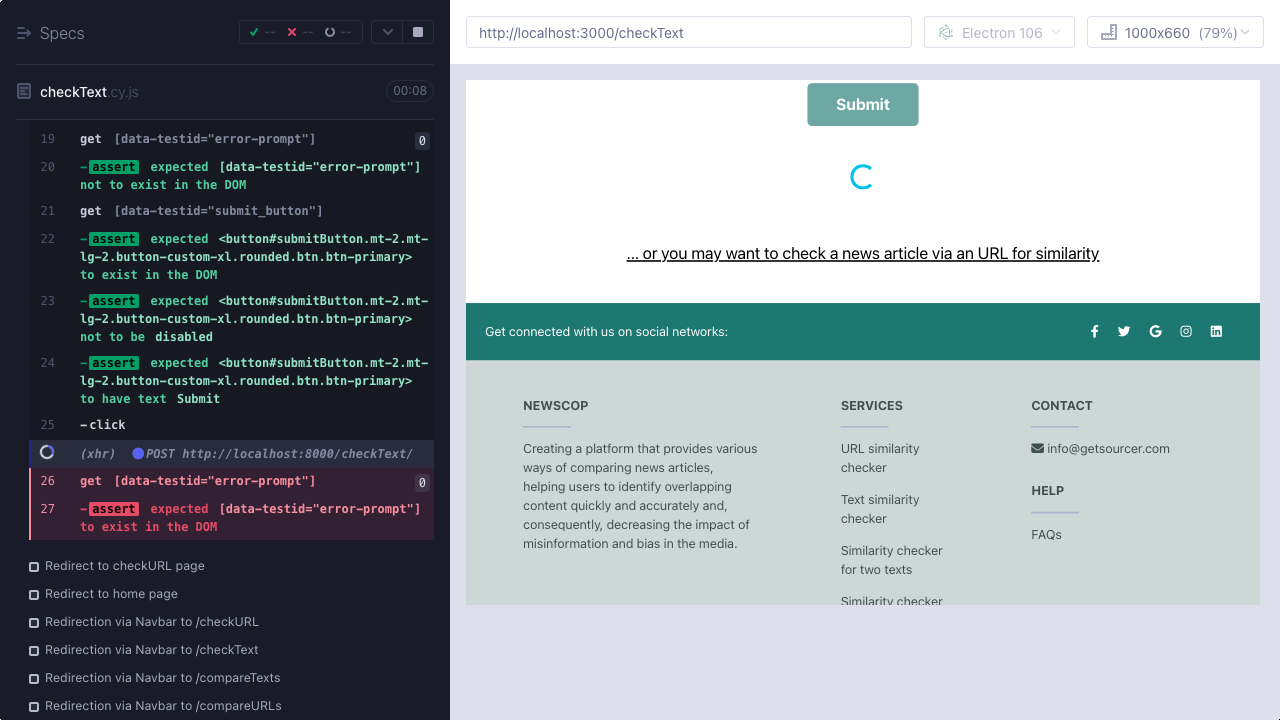 Specs
--
--
--
checkText.cy.js
00:08
19 get [data-testid="error-prompt"] 0
20 -assert expected [data-testid="error-prompt"]
not to exist in the DOM
21 get [data-testid="submit_button"]
22 -assert expected <button#submitButton.mt-2.mt-
lg-2.button-custom-xl.rounded.btn.btn-primary>
to exist in the DOM
23 -assert expected <button#submitButton.mt-2.mt-
lg-2.button-custom-xl.rounded.btn.btn-primary>
not to be disabled
24 -assert expected <button#submitButton.mt-2.mt-
lg-2.button-custom-xl.rounded.btn.btn-primary>
to have text Submit
25 -click
(xhr) POST http://localhost:8000/checkText/
26 get [data-testid="error-prompt"] 0
27 -assert expected [data-testid="error-prompt"]
to exist in the DOM
Redirect to checkURL page
Redirect to home page
Redirection via Navbar to /checkURL
Redirection via Navbar to /checkText
Redirection via Navbar to /compareTexts
Redirection via Navbar to /compareURLs
http://localhost:3000/checkText
Electron 106
1000x660 (79%)
Submit
... or you may want to check a news article via an URL for similarity
Get connected with us on social networks:
NEWSCOP
Creating a platform that provides various
ways of comparing news articles,
helping users to identify overlapping
content quickly and accurately and,
consequently, decreasing the impact of
misinformation and bias in the media.
SERVICES
URL similarity
checker
Text similarity
checker
Similarity checker
for two texts
Similarity checker
CONTACT
info@getsourcer.com
HELP
FAQs